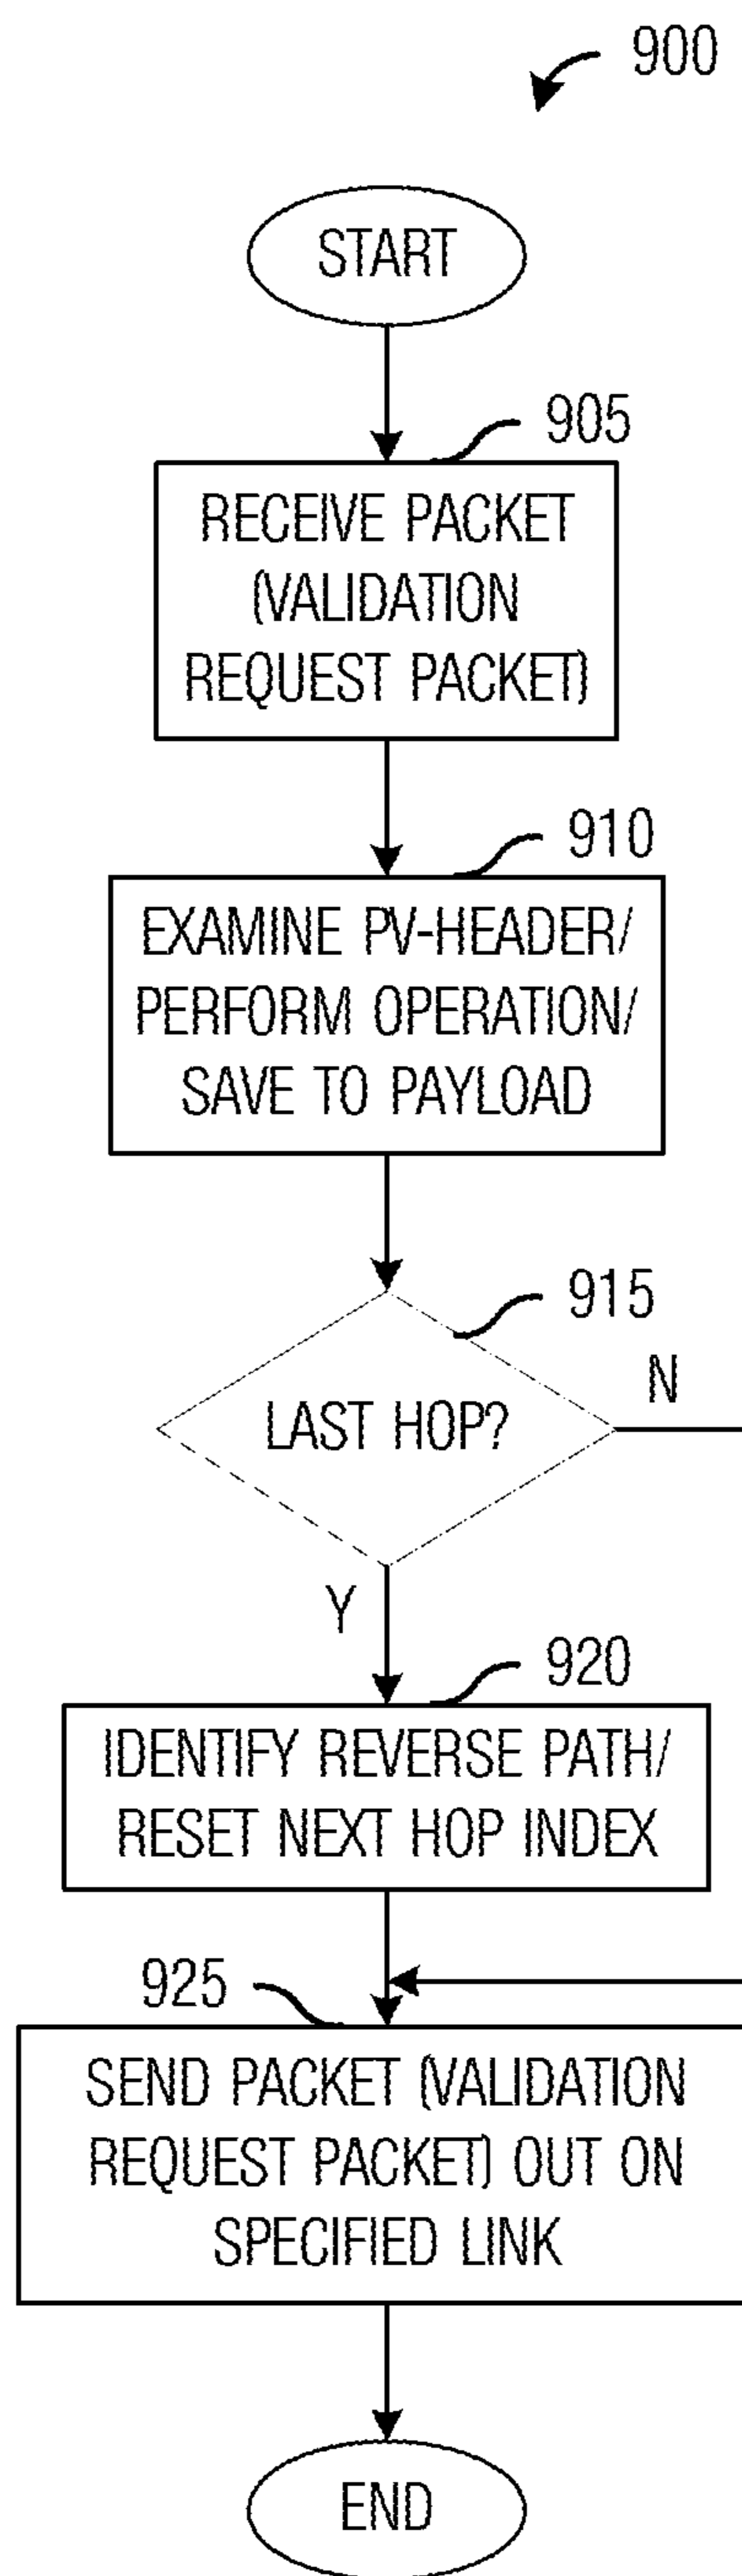 900
START
905
RECEIVE PACKET
(VALIDATION
REQUEST PACKET)
910
EXAMINE PV-HEADER/
PERFORM OPERATION/
SAVE TO PAYLOAD
915
LAST HOP?
N
Y
920
IDENTIFY REVERSE PATH/
RESET NEXT HOP INDEX
925
SEND PACKET (VALIDATION
REQUEST PACKET) OUT ON
SPECIFIED LINK
END